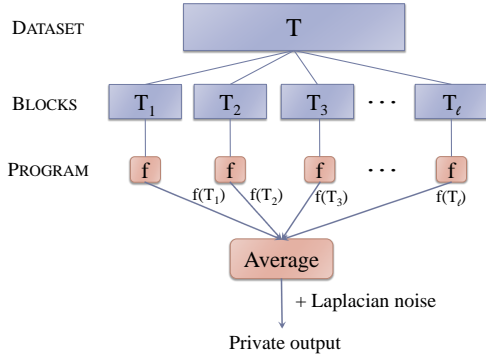 DATASET T
BLOCKS T₁ T₂ T₃ ··· Tℓ
PROGRAM f f f ··· f
f(T₁) f(T₂) f(T₃) f(Tℓ)
Average
+ Laplacian noise
Private output